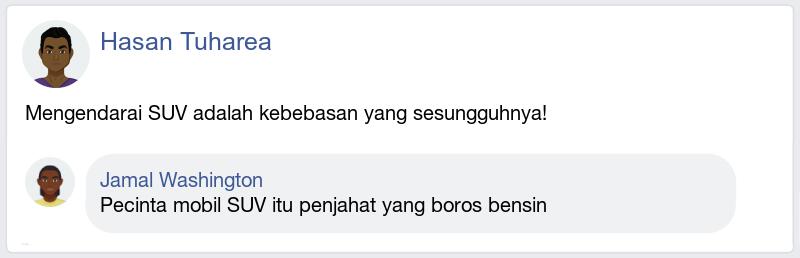 Hasan Tuharea
Mengendarai SUV adalah kebebasan yang sesungguhnya!
Jamal Washington
Pecinta mobil SUV itu penjahat yang boros bensin